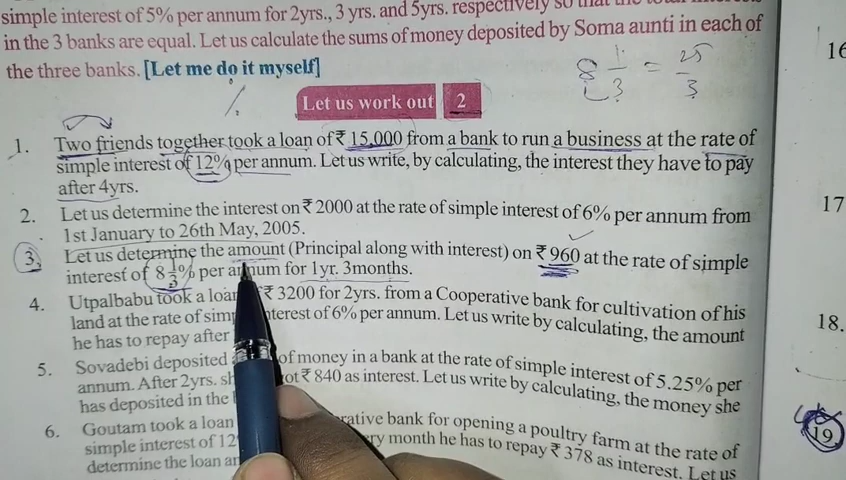 simple interest of 5% per annum for 2yrs., 3 yrs. and 5yrs. respectively so that the total
in the 3 banks are equal. Let us calculate the sums of money deposited by Soma aunti in each of
the three banks. [Let me do it myself]
8 1/3 = 25/3
16
%
Let us work out 2
1. Two friends together took a loan of ₹ 15,000 from a bank to run a business at the rate of
simple interest of 12% per annum. Let us write, by calculating, the interest they have to pay
after 4yrs.
2. Let us determine the interest on ₹ 2000 at the rate of simple interest of 6% per annum from
1st January to 26th May, 2005.
17
3. Let us determine the amount (Principal along with interest) on ₹ 960 at the rate of simple
interest of 8 1/3% per annum for 1yr. 3months.
4. Utpalbabu took a loan ₹ 3200 for 2yrs. from a Cooperative bank for cultivation of his
land at the rate of simp nterest of 6% per annum. Let us write by calculating, the amount
he has to repay after
18.
5. Sovadebi deposited of money in a bank at the rate of simple interest of 5.25% per
annum. After 2yrs. sh ot ₹ 840 as interest. Let us write by calculating, the money she
has deposited in the
19.
6. Goutam took a loan rative bank for opening a poultry farm at the rate of
simple interest of 12 ery month he has to repay ₹ 378 as interest. Let us
determine the loan an